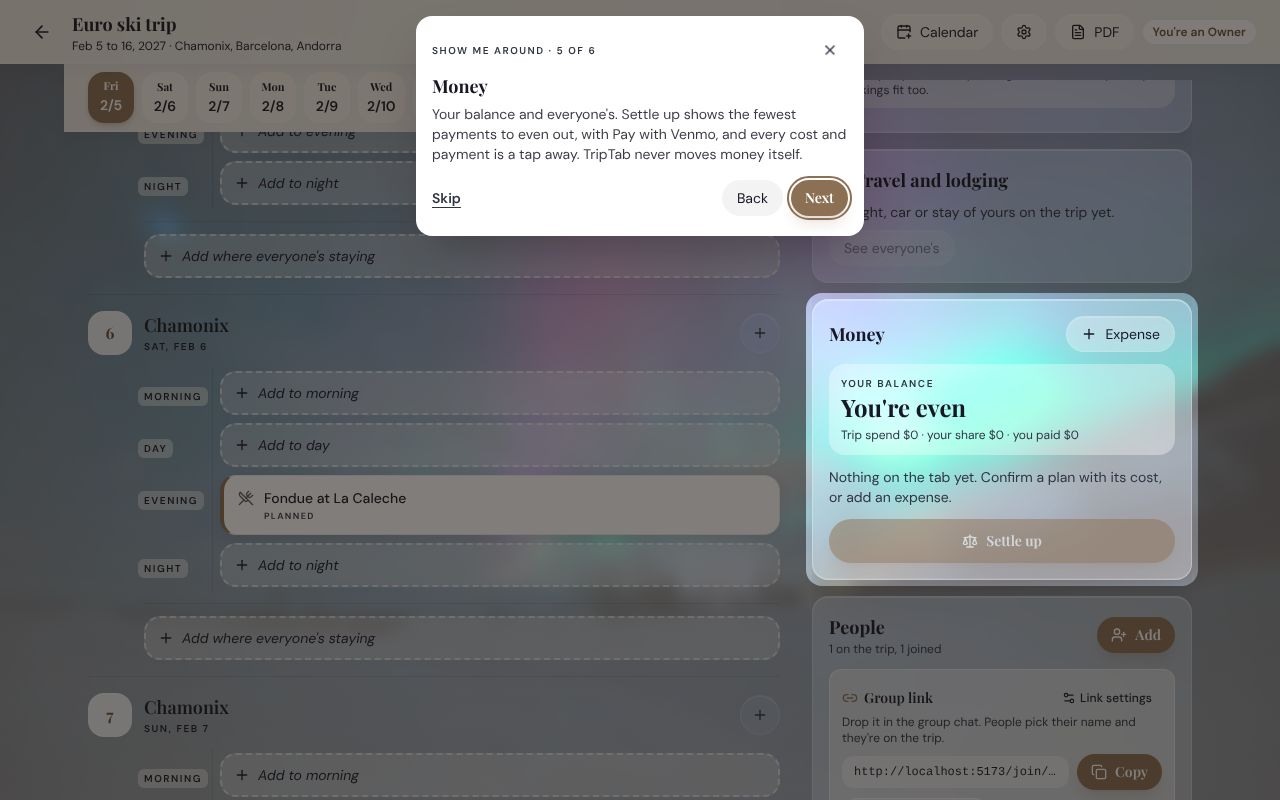 Euro ski trip
Feb 5 to 16, 2027 · Chamonix, Barcelona, Andorra
Calendar
PDF
You're an Owner
SHOW ME AROUND · 5 OF 6
Money
Your balance and everyone's. Settle up shows the fewest
payments to even out, with Pay with Venmo, and every cost and
payment is a tap away. TripTab never moves money itself.
Skip
Back
Next
Fri
2/5
Sat
2/6
Sun
2/7
Mon
2/8
Tue
2/9
Wed
2/10
EVENING
Add to evening
NIGHT
Add to night
Add where everyone's staying
6
Chamonix
SAT, FEB 6
MORNING
Add to morning
DAY
Add to day
EVENING
Fondue at La Caleche
PLANNED
NIGHT
Add to night
Add where everyone's staying
7
Chamonix
SUN, FEB 7
MORNING
Add to morning
fit too.
and lodging
car or stay of yours on the trip yet.
See everyone's
Money
Expense
YOUR BALANCE
You're even
Trip spend $0 · your share $0 · you paid $0
Nothing on the tab yet. Confirm a plan with its cost,
or add an expense.
Settle up
People
1 on the trip, 1 joined
Add
Group link
Link settings
Drop it in the group chat. People pick their name and
they're on the trip.
http://localhost:5173/join/…
Copy